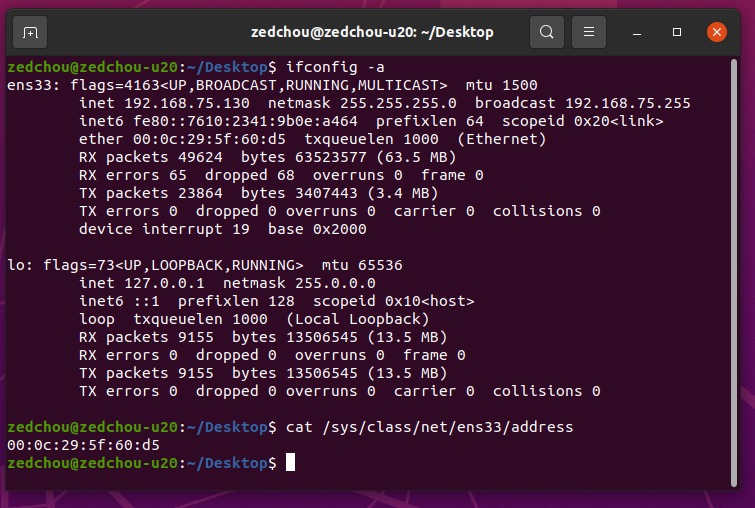 zedchou@zedchou-u20: ~/Desktop
zedchou@zedchou-u20:~/Desktop$ ifconfig -a
ens33: flags=4163<UP,BROADCAST,RUNNING,MULTICAST>  mtu 1500
        inet 192.168.75.130  netmask 255.255.255.0  broadcast 192.168.75.255
        inet6 fe80::7610:2341:9b0e:a464  prefixlen 64  scopeid 0x20<link>
        ether 00:0c:29:5f:60:d5  txqueuelen 1000  (Ethernet)
        RX packets 49624  bytes 63523577 (63.5 MB)
        RX errors 65  dropped 68  overruns 0  frame 0
        TX packets 23864  bytes 3407443 (3.4 MB)
        TX errors 0  dropped 0 overruns 0  carrier 0  collisions 0
        device interrupt 19  base 0x2000
lo: flags=73<UP,LOOPBACK,RUNNING>  mtu 65536
        inet 127.0.0.1  netmask 255.0.0.0
        inet6 ::1  prefixlen 128  scopeid 0x10<host>
        loop  txqueuelen 1000  (Local Loopback)
        RX packets 9155  bytes 13506545 (13.5 MB)
        RX errors 0  dropped 0  overruns 0  frame 0
        TX packets 9155  bytes 13506545 (13.5 MB)
        TX errors 0  dropped 0 overruns 0  carrier 0  collisions 0
zedchou@zedchou-u20:~/Desktop$ cat /sys/class/net/ens33/address
00:0c:29:5f:60:d5
zedchou@zedchou-u20:~/Desktop$